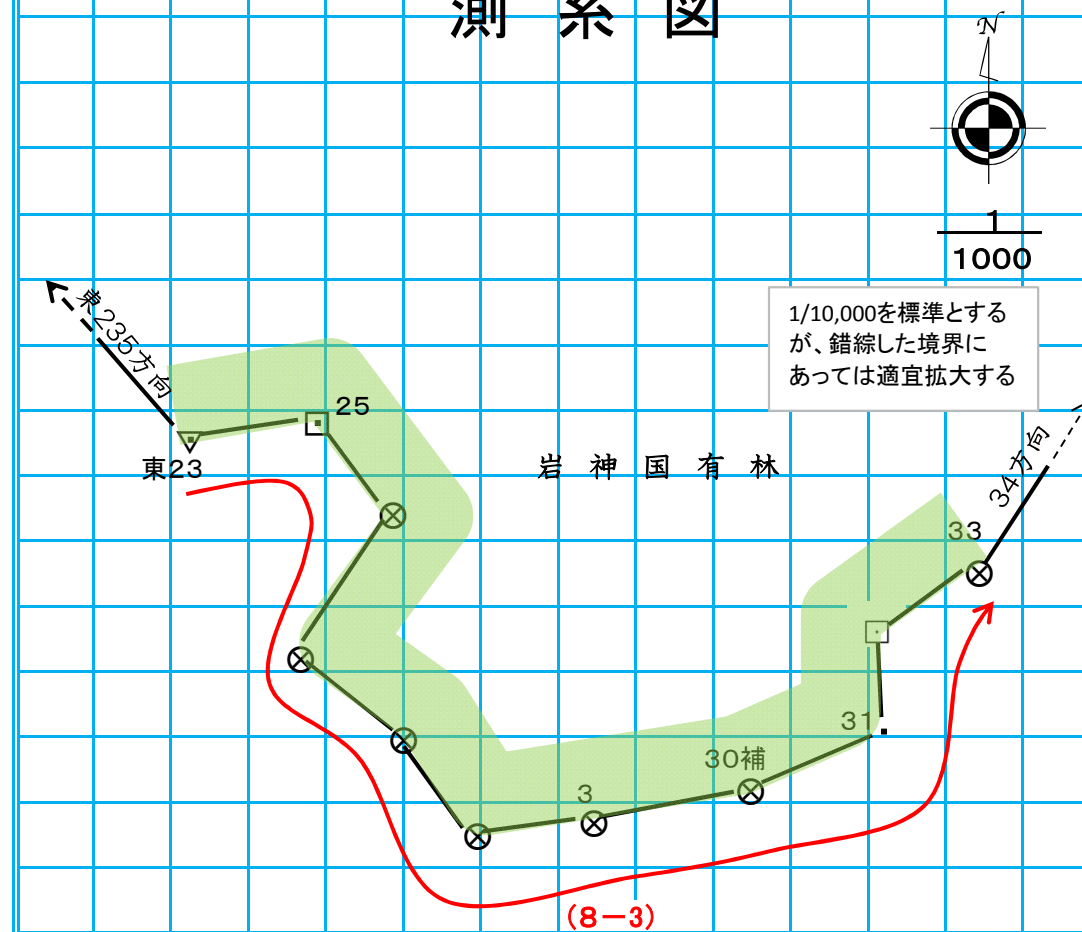 測系図
N
1
1000
1/10,000を標準とする
が、錯綜した境界に
あっては適宜拡大する
東235方向
25
東23
岩神国有林
34方向
33
31
30補
3
(8-3)